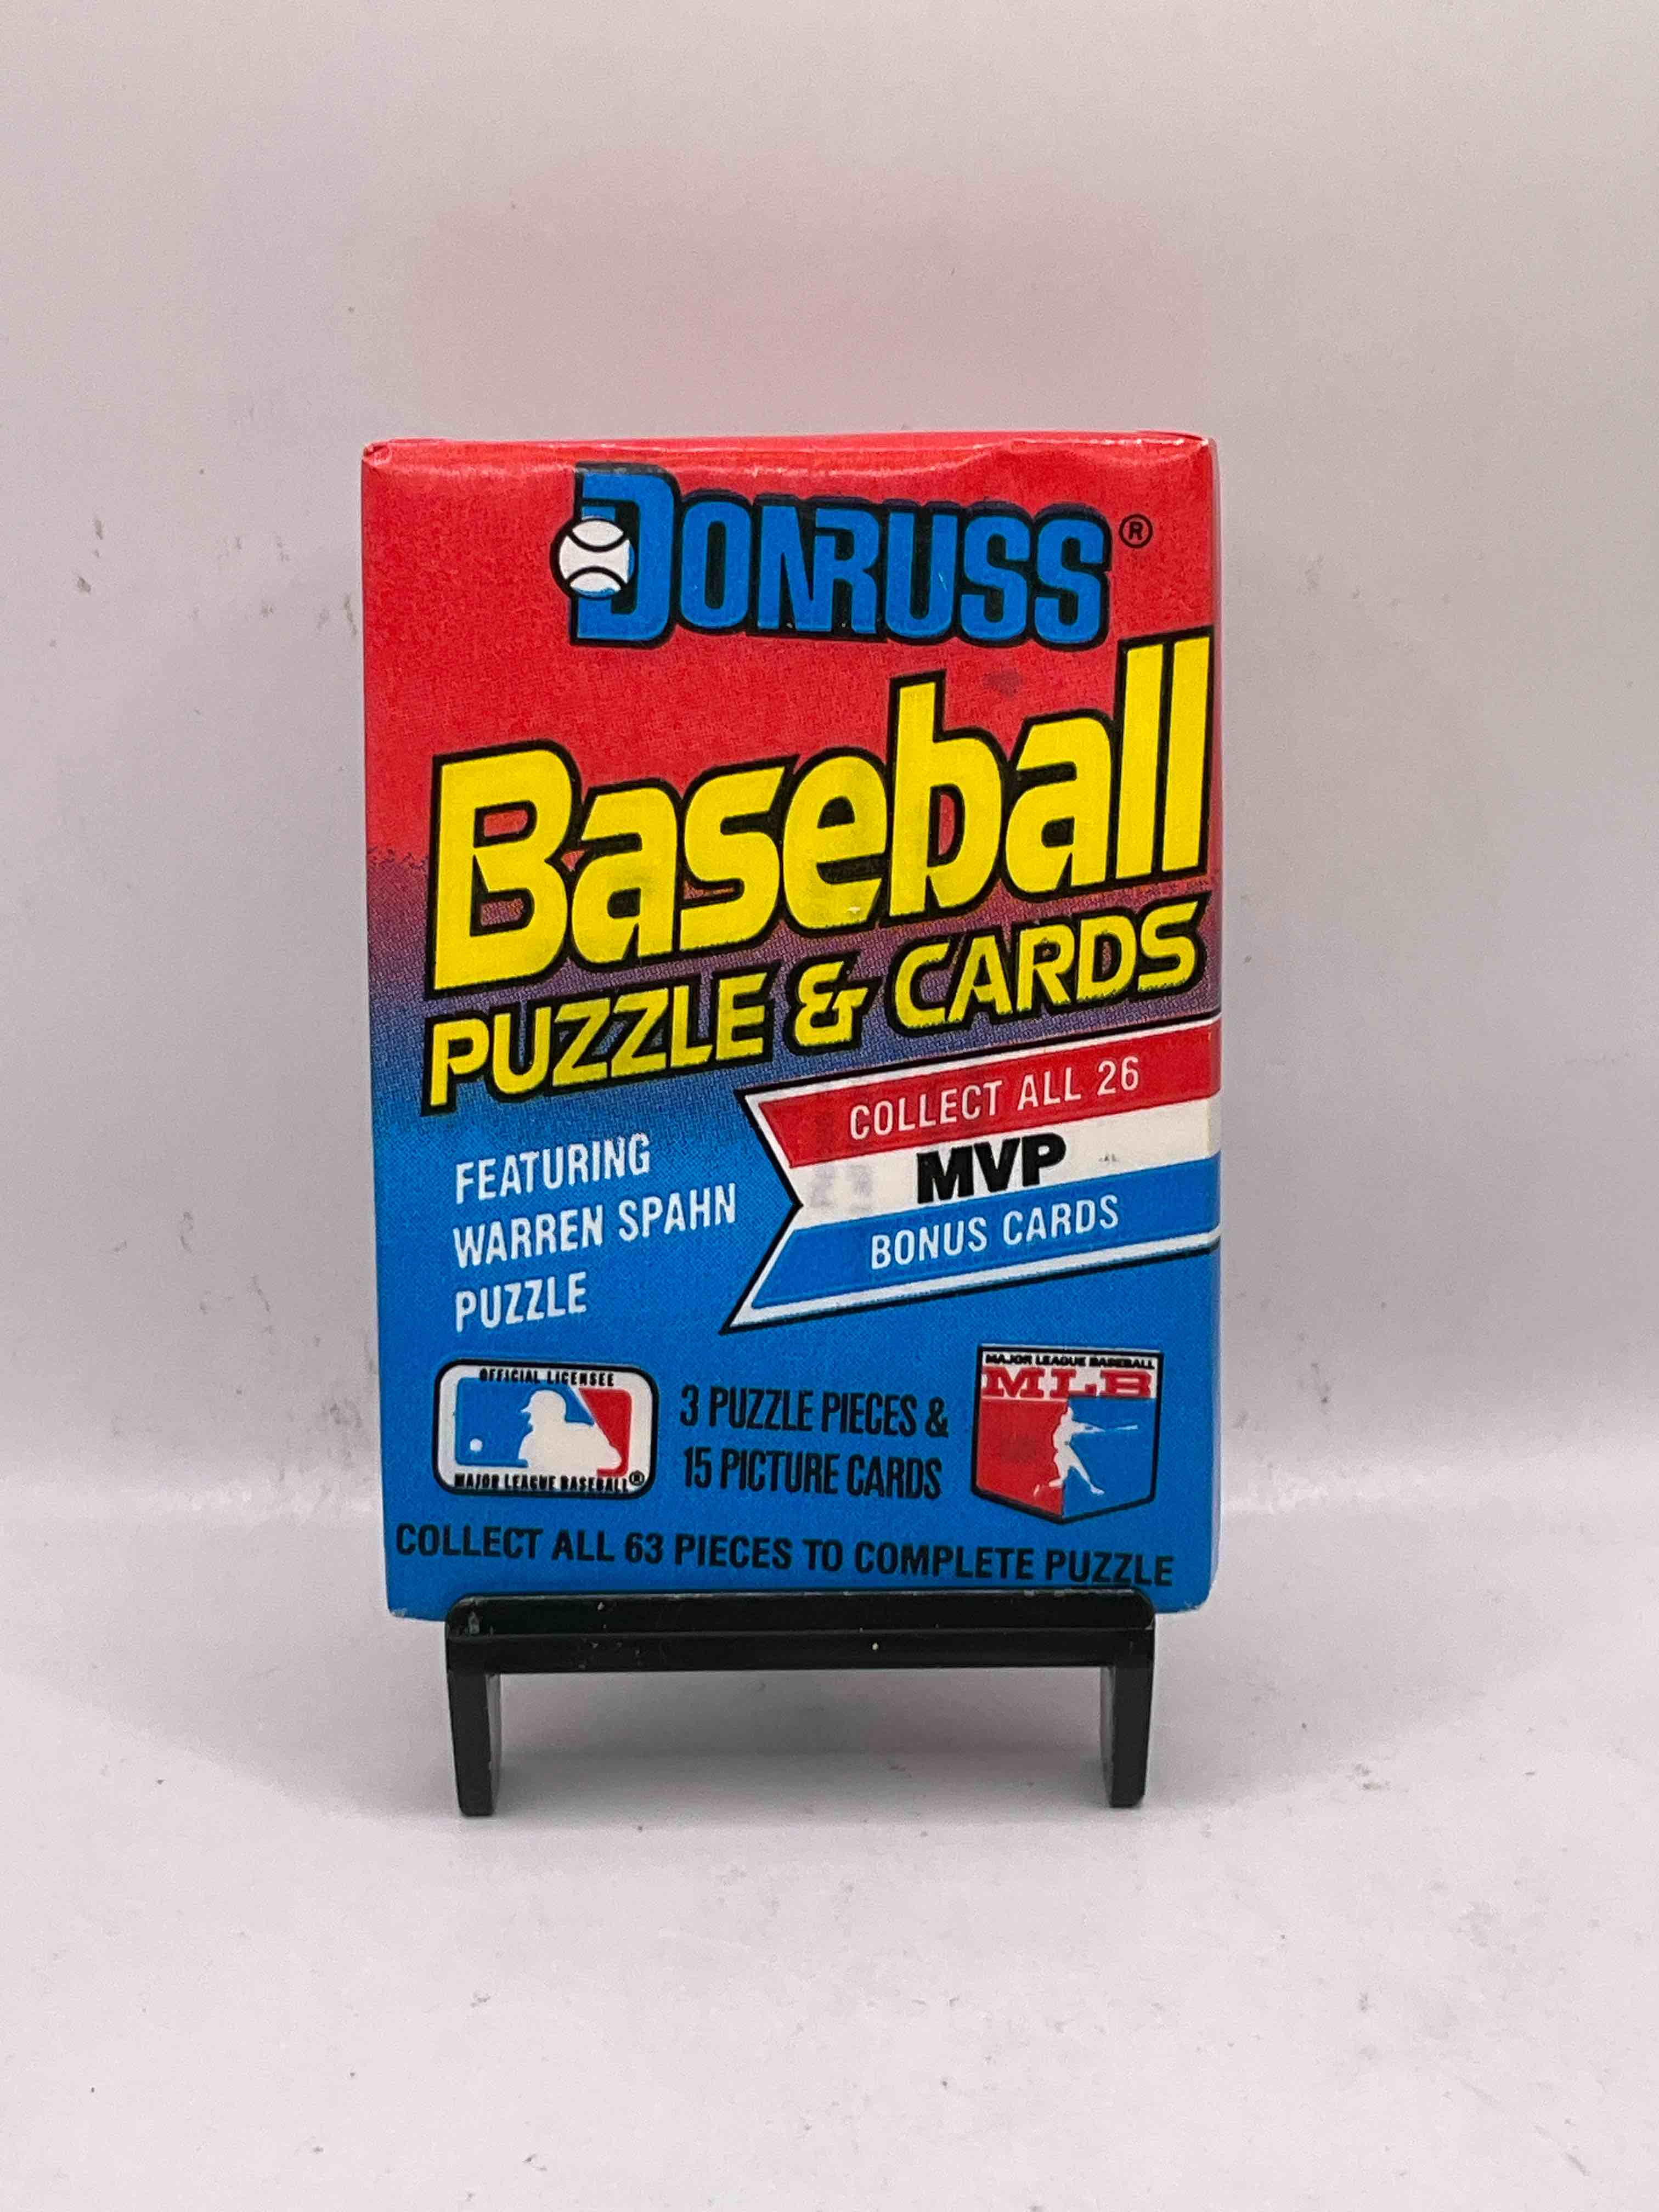 DONRUSS®
Baseball
PUZZLE & CARDS
COLLECT ALL 26
MVP
BONUS CARDS
FEATURING
WARREN SPAHN
PUZZLE
OFFICIAL LICENSEE
MAJOR LEAGUE BASEBALL®
3 PUZZLE PIECES &
15 PICTURE CARDS
MAJOR LEAGUE BASEBALL
MLB
COLLECT ALL 63 PIECES TO COMPLETE PUZZLE